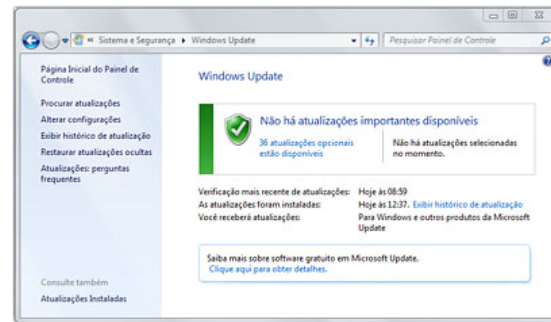 « Sistema e Segurança ▸ Windows Update
Pesquisar Painel de Controle
Página Inicial do Painel de
Controle
Procurar atualizações
Alterar configurações
Exibir histórico de atualização
Restaurar atualizações ocultas
Atualizações: perguntas
frequentes
Consulte também
Atualizações Instaladas
Windows Update
Não há atualizações importantes disponíveis
36 atualizações opcionais
estão disponíveis
Não há atualizações selecionadas
no momento.
Verificação mais recente de atualizações: Hoje às 08:59
As atualizações foram instaladas: Hoje às 12:37. Exibir histórico de atualização
Você receberá atualizações: Para Windows e outros produtos da Microsoft
Update
Saiba mais sobre software gratuito em Microsoft Update.
Clique aqui para obter detalhes.